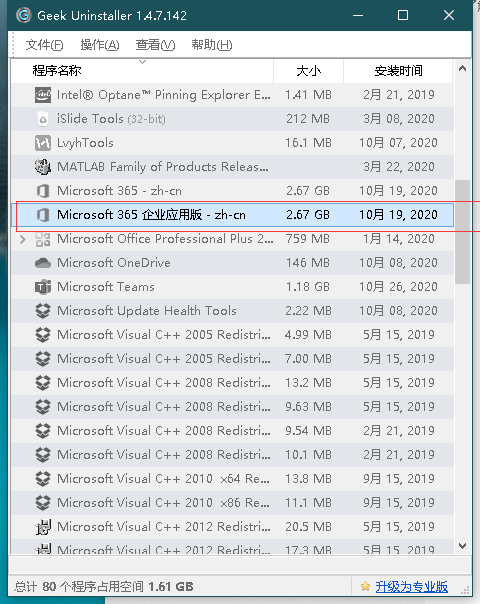 Geek Uninstaller 1.4.7.142
文件(F) 操作(A) 查看(V) 帮助(H)
程序名称 大小 安装时间
Intel® Optane™ Pinning Explorer E... 1.41 MB 2月 21, 2019
iSlide Tools (32-bit) 212 MB 3月 08, 2020
LvyhTools 16.1 MB 10月 07, 2020
MATLAB Family of Products Releas... 3月 22, 2020
Microsoft 365 - zh-cn 2.67 GB 10月 19, 2020
Microsoft 365 企业应用版 - zh-cn 2.67 GB 10月 19, 2020
Microsoft Office Professional Plus 2... 759 MB 1月 14, 2020
Microsoft OneDrive 146 MB 10月 08, 2020
Microsoft Teams 1.18 GB 10月 26, 2020
Microsoft Update Health Tools 2.22 MB 10月 08, 2020
Microsoft Visual C++ 2005 Redistri... 4.99 MB 5月 15, 2019
Microsoft Visual C++ 2005 Redistri... 7.00 MB 5月 15, 2019
Microsoft Visual C++ 2008 Redistri... 13.2 MB 5月 15, 2019
Microsoft Visual C++ 2008 Redistri... 9.63 MB 5月 15, 2019
Microsoft Visual C++ 2008 Redistri... 9.54 MB 2月 21, 2019
Microsoft Visual C++ 2008 Redistri... 10.1 MB 2月 21, 2019
Microsoft Visual C++ 2010 x64 Re... 13.8 MB 9月 15, 2019
Microsoft Visual C++ 2010 x86 Re... 11.1 MB 9月 15, 2019
Microsoft Visual C++ 2012 Redistri... 20.5 MB 5月 15, 2019
Microsoft Visual C++ 2012 Redistri... 17.3 MB 5月 15, 2019
总计 80 个程序占用空间 1.61 GB 升级为专业版